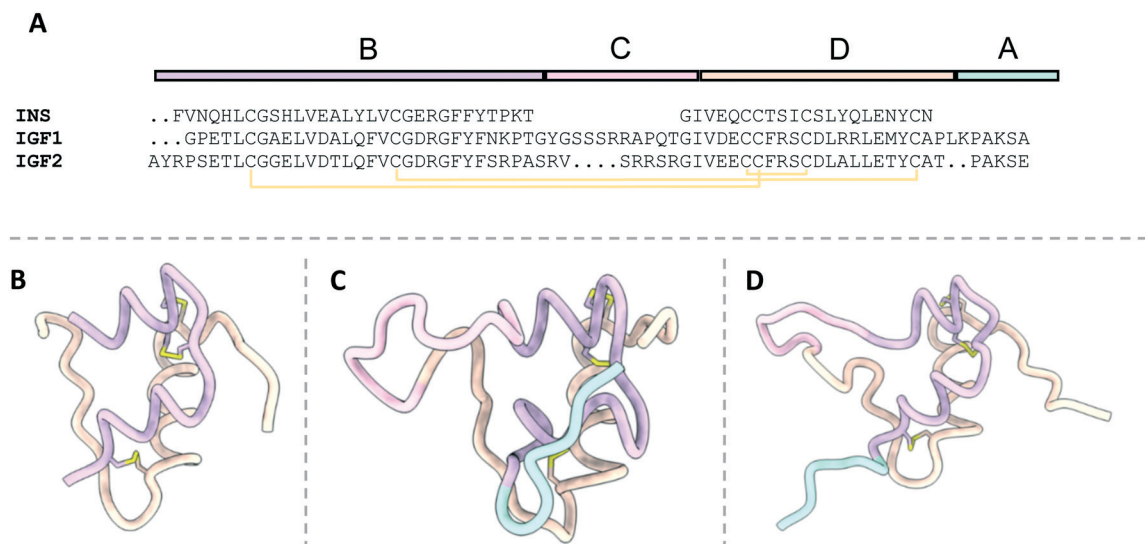 A
B C D A
INS ..FVNQHLCGSHLVEALYLVCGERGFFYTPKT GIVEQCCTSICSLYQLENYCN
IGF1 ...GPETLCGAELVDALQFVCGDRGFYFNKPTGYGSSSRRAPQTGIVDECCFRSCDLRRLEMYCAPLKPAKSA
IGF2 AYRPSETLCGGELVDTLQFVCGDRGFYFSRPASRV....SRRSRGIVEECCFRSCDLALLETYCAT..PAKSE
B
C
D